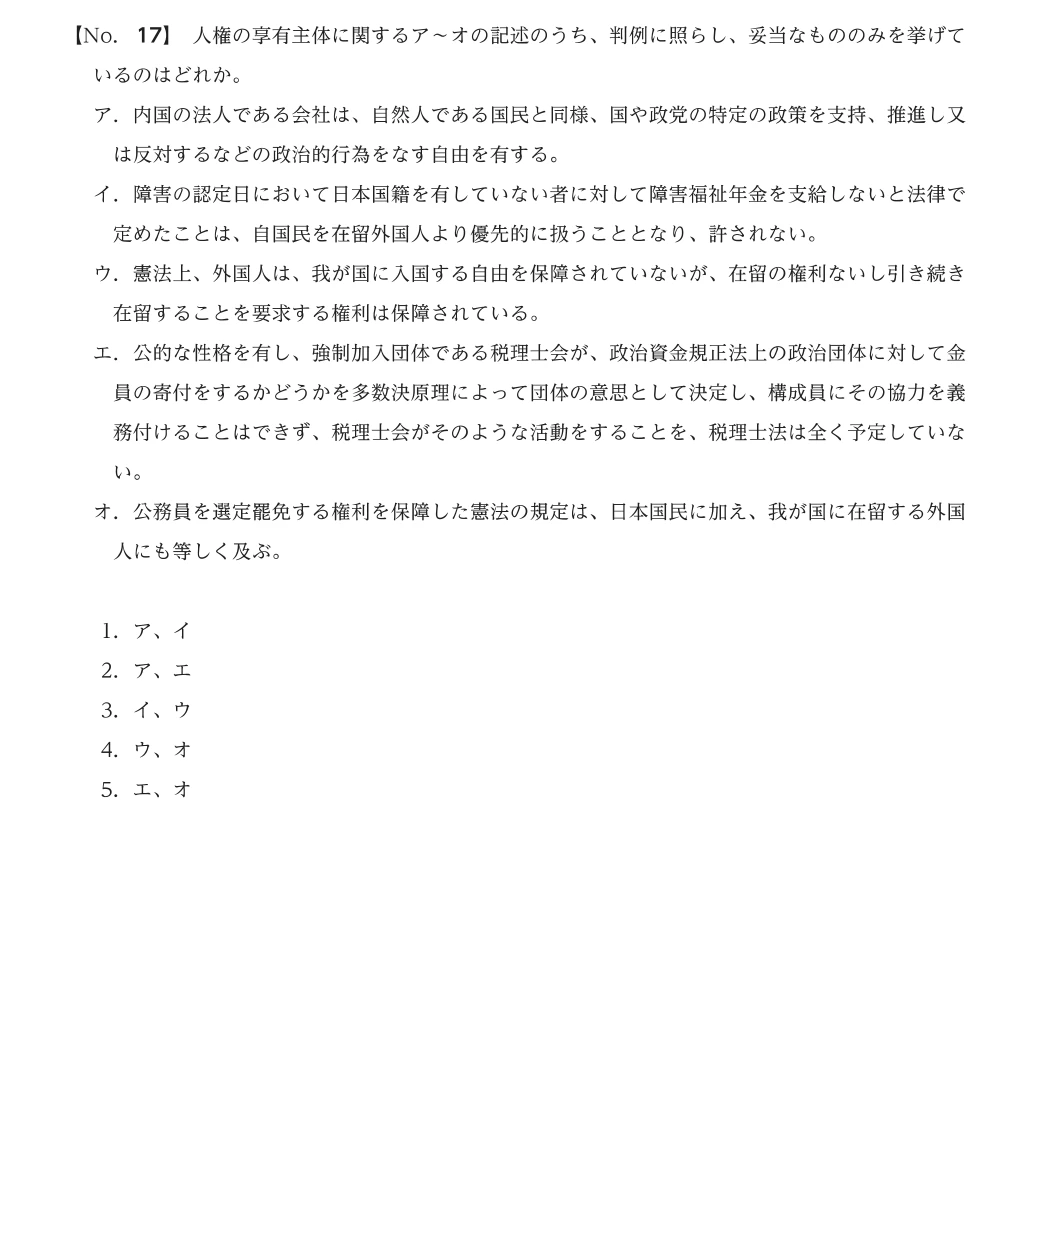 【No. 17】 人権の享有主体に関するア～オの記述のうち、判例に照らし、妥当なもののみを挙げて
いるのはどれか。
ア．内国の法人である会社は、自然人である国民と同様、国や政党の特定の政策を支持、推進し又
は反対するなどの政治的行為をなす自由を有する。
イ．障害の認定日において日本国籍を有していない者に対して障害福祉年金を支給しないと法律で
定めたことは、自国民を在留外国人より優先的に扱うこととなり、許されない。
ウ．憲法上、外国人は、我が国に入国する自由を保障されていないが、在留の権利ないし引き続き
在留することを要求する権利は保障されている。
エ．公的な性格を有し、強制加入団体である税理士会が、政治資金規正法上の政治団体に対して金
員の寄付をするかどうかを多数決原理によって団体の意思として決定し、構成員にその協力を義
務付けることはできず、税理士会がそのような活動をすることを、税理士法は全く予定していな
い。
オ．公務員を選定罷免する権利を保障した憲法の規定は、日本国民に加え、我が国に在留する外国
人にも等しく及ぶ。
1．ア、イ
2．ア、エ
3．イ、ウ
4．ウ、オ
5．エ、オ